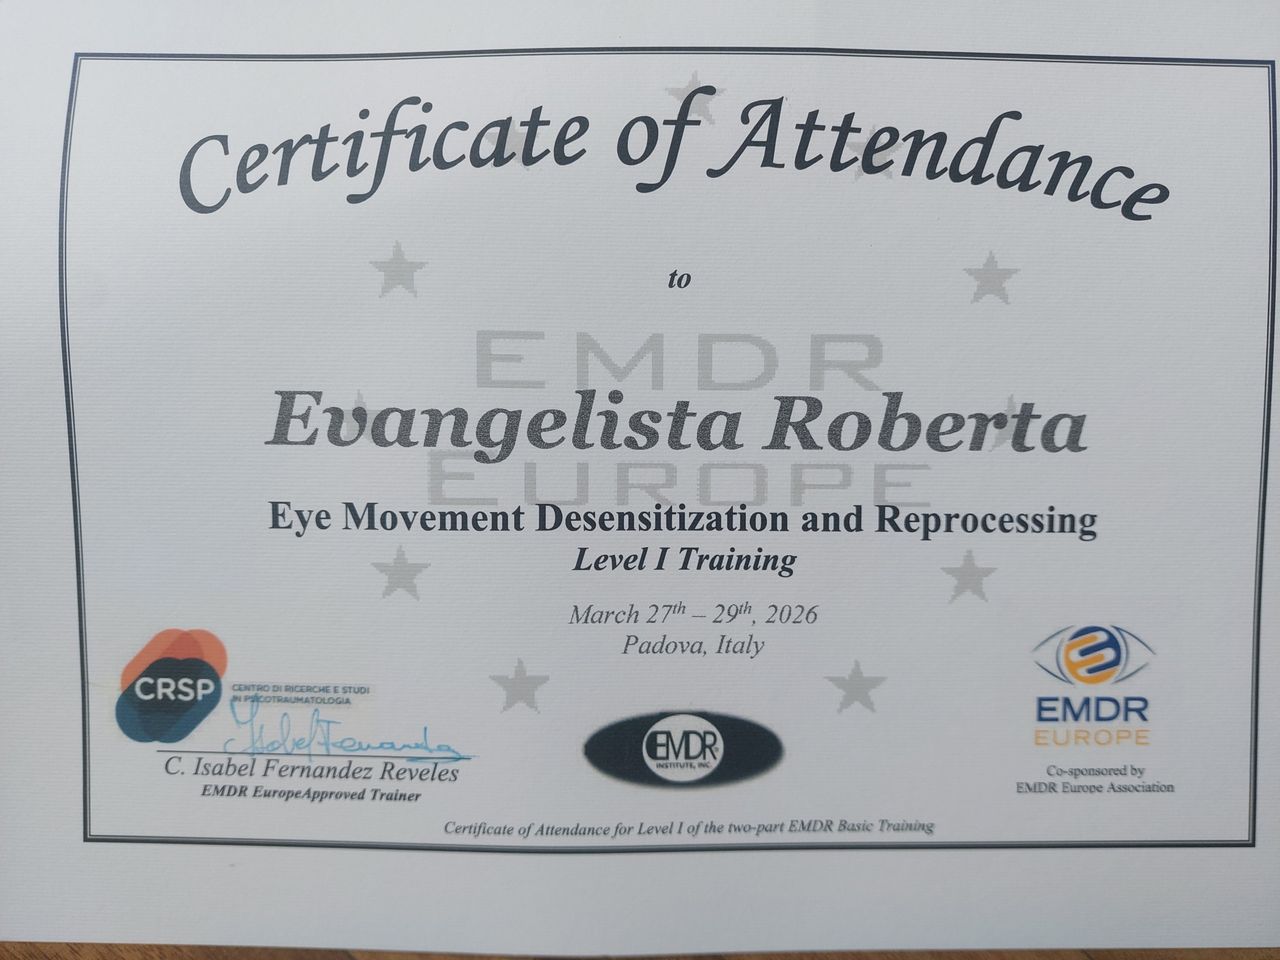 Certificate of Attendance
to
EMDR
Evangelista Roberta
EUROPE
Eye Movement Desensitization and Reprocessing
Level I Training
March 27th – 29th, 2026
Padova, Italy
CRSP
CENTRO DI RICERCHE E STUDI
IN PSICOTRAUMATOLOGIA
Isabel Fernandez
C. Isabel Fernandez Reveles
EMDR EuropeApproved Trainer
EMDR®
INSTITUTE, INC.
EMDR
EUROPE
Co-sponsored by
EMDR Europe Association
Certificate of Attendance for Level I of the two-part EMDR Basic Training